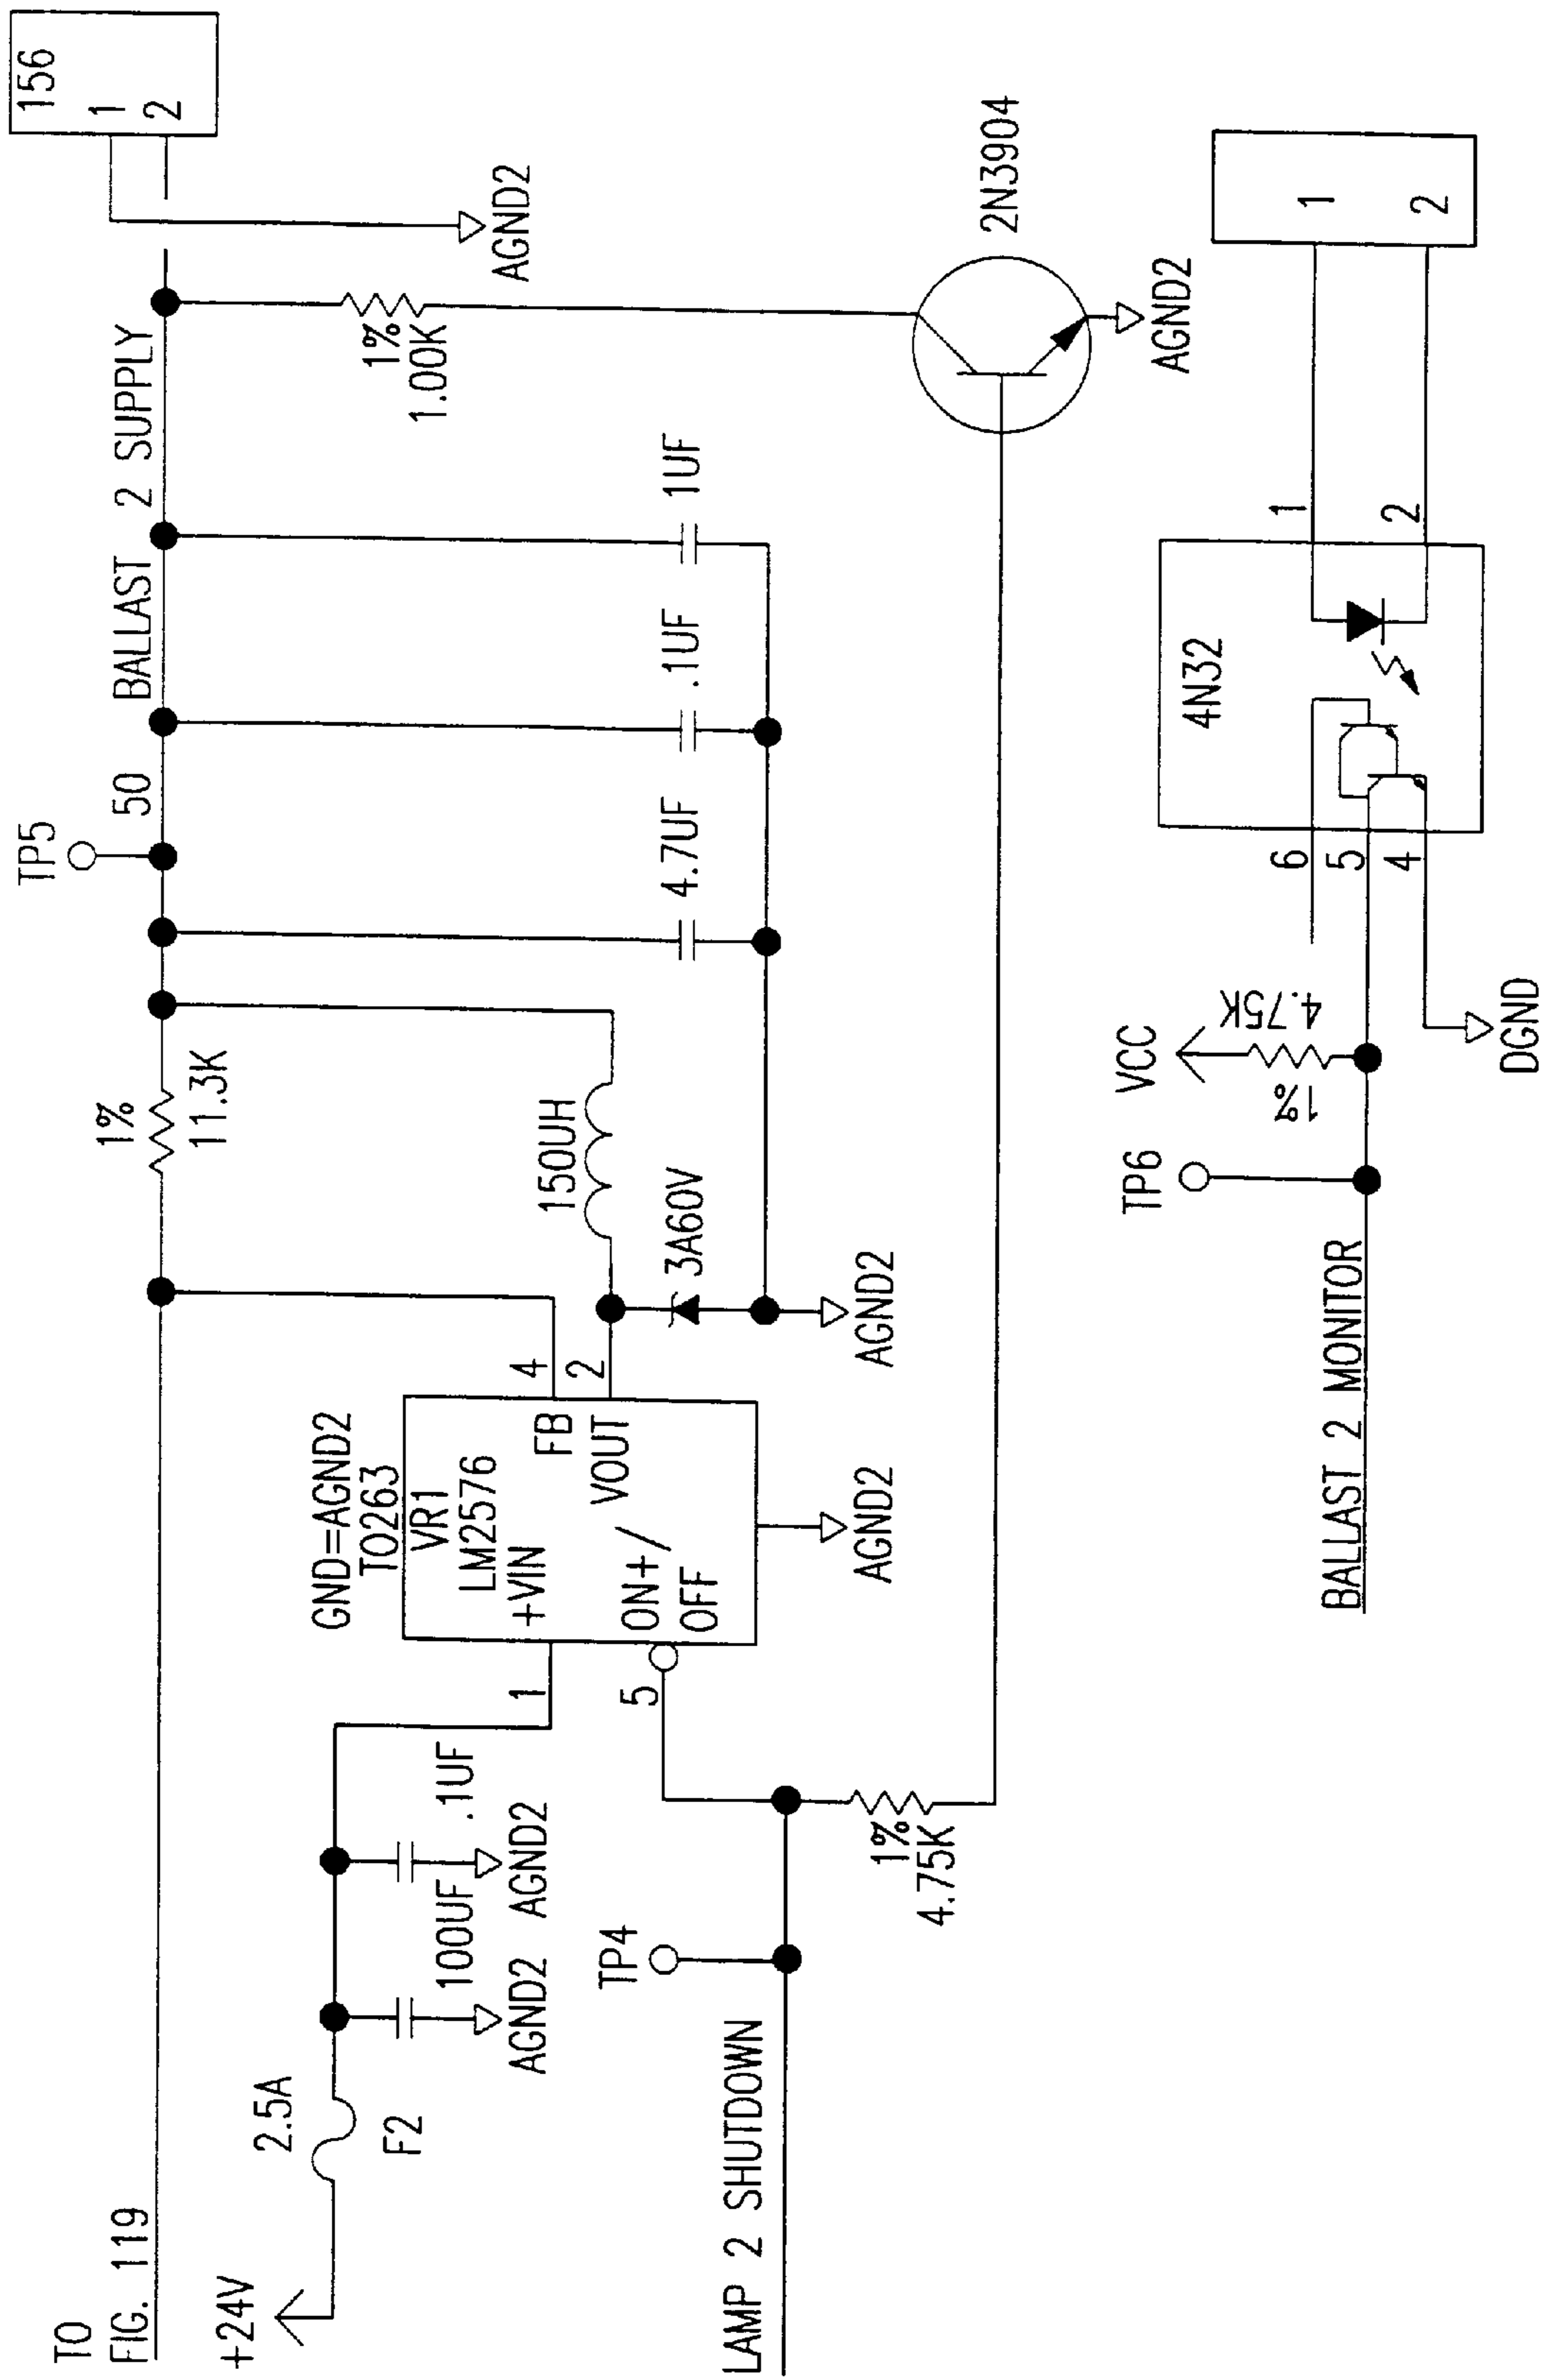 TO
FIG. 119
+24V
2.5A
F2
100UF
AGND2
.1UF
AGND2
GND=AGND2
TO263
VR1
LM2576
+VIN
FB
VOUT
ON+/
OFF
1
5
4
2
AGND2
LAMP 2 SHUTDOWN
TP4
1%
4.75K
1%
11.3K
150UH
3A60V
AGND2
TP5
50
BALLAST 2 SUPPLY
4.7UF
.1UF
1UF
1%
1.00K
156
1
2
AGND2
2N3904
AGND2
BALLAST 2 MONITOR
TP6
VCC
1%
4.75K
DGND
6
5
4
4N32
1
2
1
2